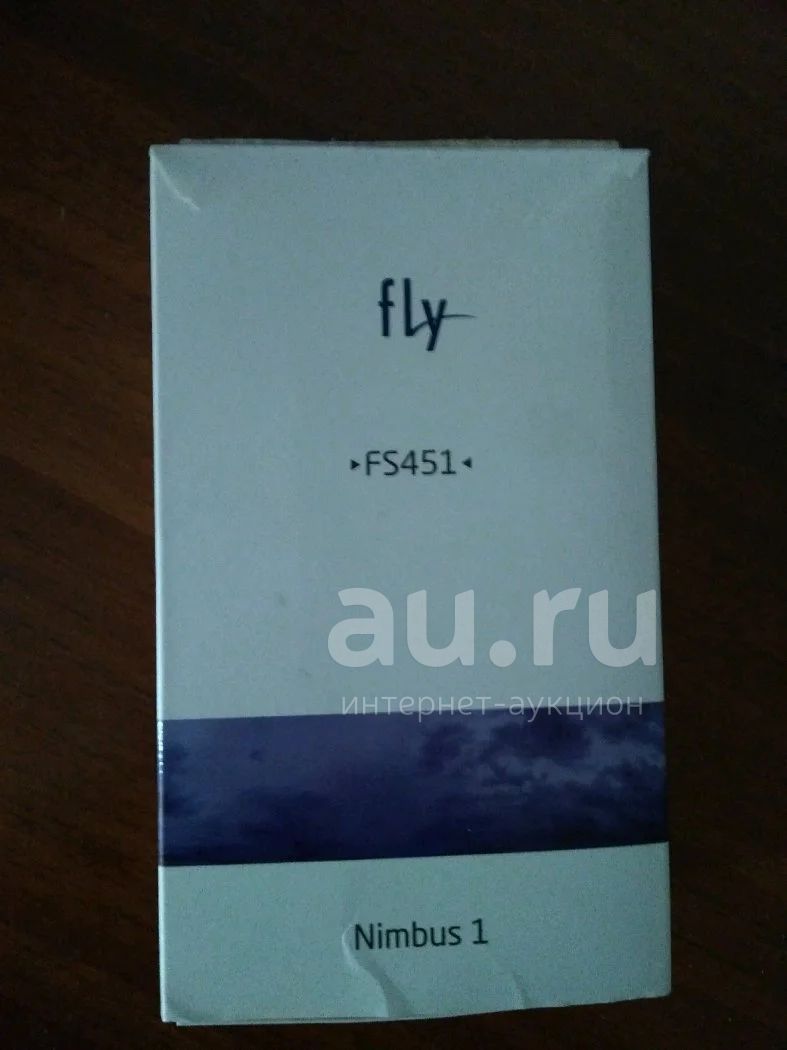 fly
▸FS451◂
au.ru
интернет-аукцион
Nimbus 1